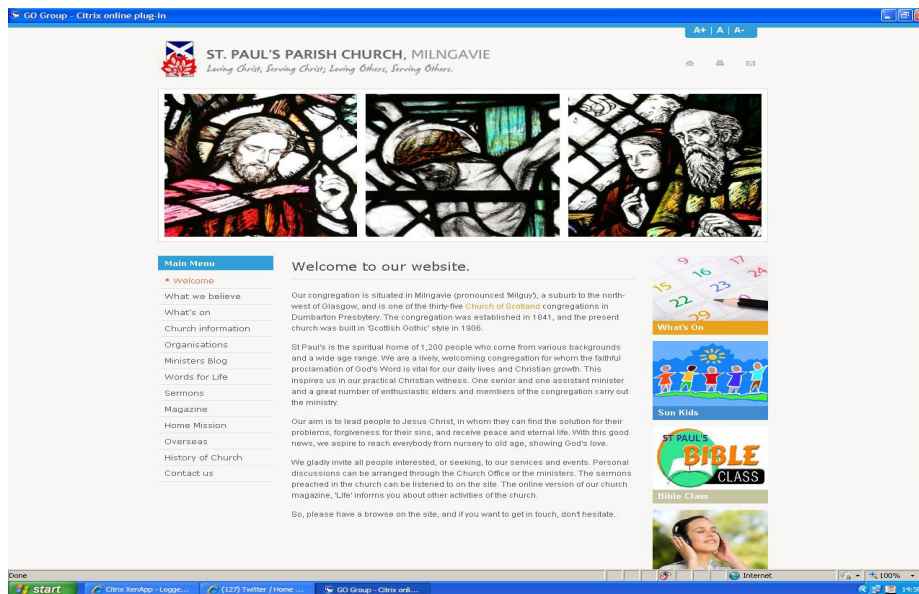 GO Group - Citrix online plug-in
A+ | A | A-
ST. PAUL'S PARISH CHURCH, MILNGAVIE
Loving Christ, Serving Christ; Loving Others, Serving Others.
Main Menu
Welcome
What we believe
What's on
Church information
Organisations
Ministers Blog
Words for Life
Sermons
Magazine
Home Mission
Overseas
History of Church
Contact us
Welcome to our website.
Our congregation is situated in Milngavie (pronounced 'Milguy'), a suburb to the north-
west of Glasgow, and is one of the thirty-five Church of Scotland congregations in
Dumbarton Presbytery. The congregation was established in 1841, and the present
church was built in 'Scottish Gothic' style in 1906.
St Paul's is the spiritual home of 1,200 people who come from various backgrounds
and a wide age range. We are a lively, welcoming congregation for whom the faithful
proclamation of God's Word is vital for our daily lives and Christian growth. This
inspires us in our practical Christian witness. One senior and one assistant minister
and a great number of enthusiastic elders and members of the congregation carry out
the ministry.
Our aim is to lead people to Jesus Christ, in whom they can find the solution for their
problems, forgiveness for their sins, and receive peace and eternal life. With this good
news, we aspire to reach everybody from nursery to old age, showing God's love.
We gladly invite all people interested, or seeking, to our services and events. Personal
discussions can be arranged through the Church Office or the ministers. The sermons
preached in the church can be listened to on the site. The online version of our church
magazine, 'Life' informs you about other activities of the church.
So, please have a browse on the site, and if you want to get in touch, don't hesitate.
9 17
16 24
15 23
22
29
What's On
Sun Kids
ST PAUL'S
BIBLE
CLASS
Bible Class
Done
Internet
100%
start
Citrix XenApp - Logge...
(127) Twitter / Home ...
GO Group - Citrix onli...